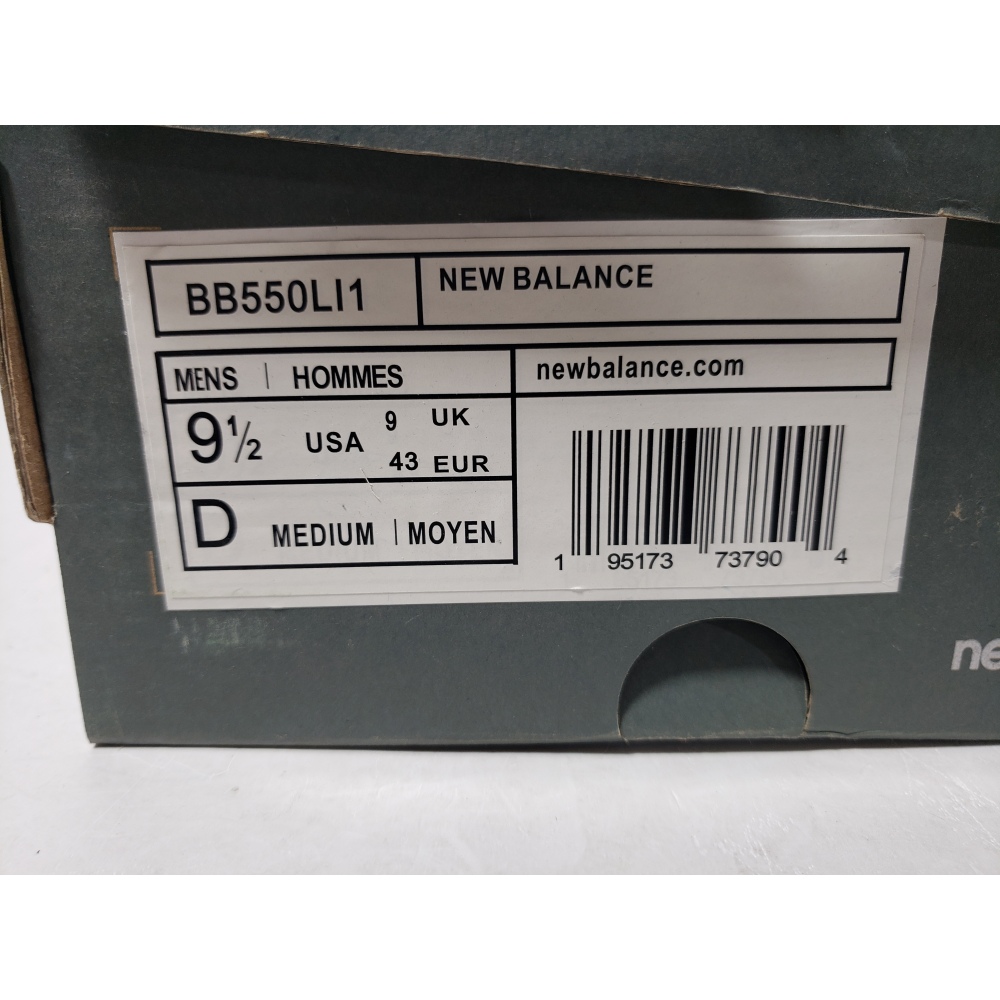 BB550LI1
NEW BALANCE
MENS | HOMMES
newbalance.com
9½ USA 9 UK
43 EUR
D MEDIUM | MOYEN
1 95173 73790 4
ne